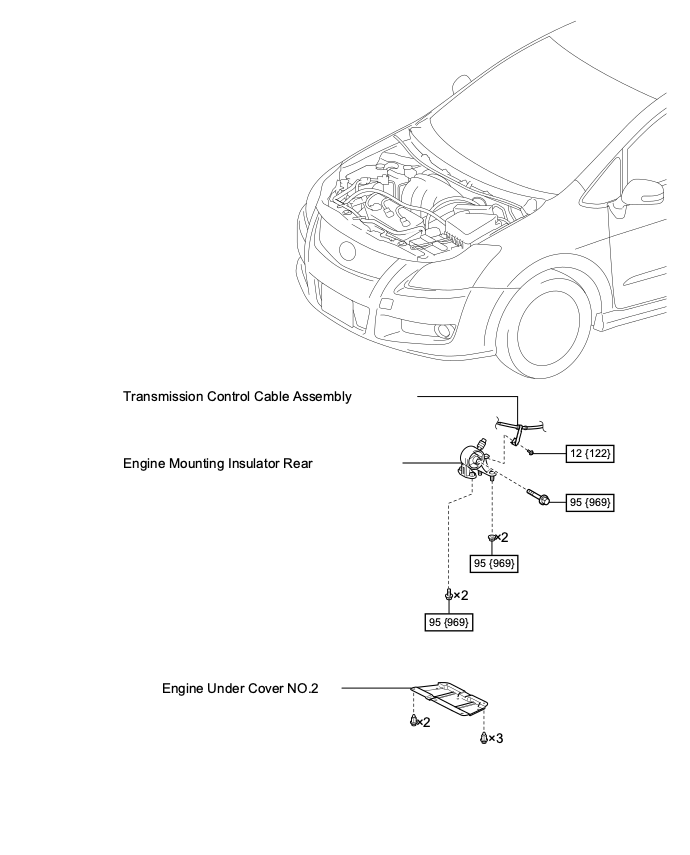 Transmission Control Cable Assembly
12 {122}
Engine Mounting Insulator Rear
95 {969}
×2
95 {969}
×2
95 {969}
Engine Under Cover NO.2
×2
×3